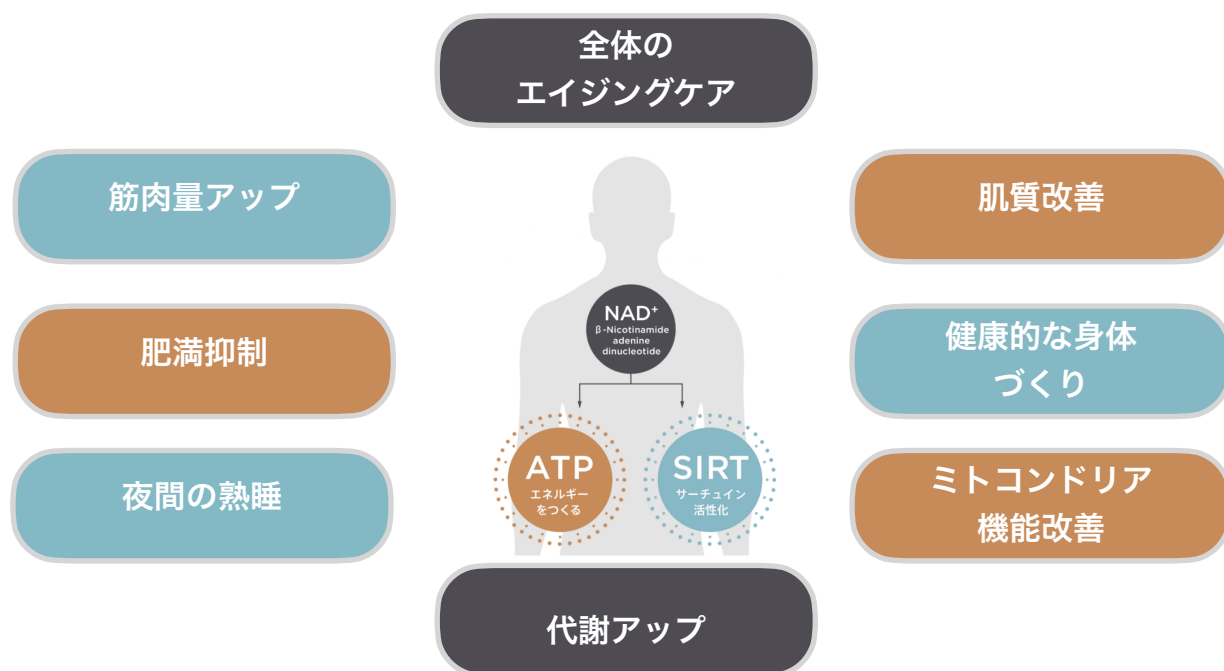 全体の
エイジングケア
筋肉量アップ
肌質改善
肥満抑制
健康的な身体
づくり
夜間の熟睡
ミトコンドリア
機能改善
NAD⁺
β-Nicotinamide
adenine
dinucleotide
ATP
エネルギー
をつくる
SIRT
サーチュイン
活性化
代謝アップ